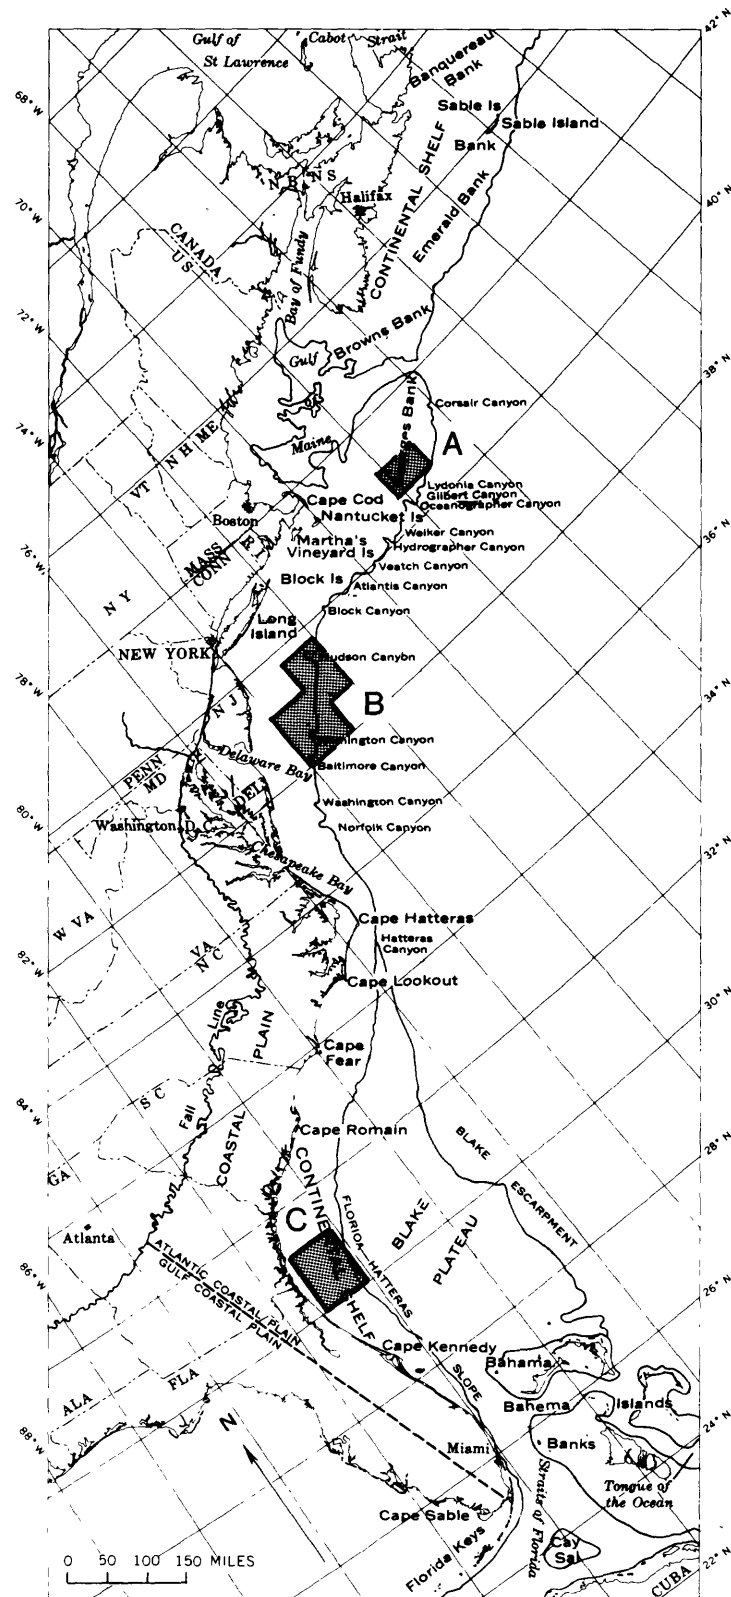 42° N
Gulf of
St Lawrence
Cabot Strait
Banquereau
Bank
Sable Is
Sable Island
Bank
68° W
CONTINENTAL SHELF
Emerald Bank
N B
N S
Halifax
40° N
70° W
CANADA
US
Bay of Fundy
72° W
Browns Bank
Gulf
of
Maine
38° N
Corsair Canyon
A
74° W
N H
ME
VT
Lydonia Canyon
Gilbert Canyon
Oceanographer Canyon
Cape Cod
Nantucket Is
Boston
36° N
Welker Canyon
Martha's
Vineyard Is
Hydrographer Canyon
76° W
MASS
CONN
R I
Veatch Canyon
Block Is
Atlantis Canyon
N Y
Block Canyon
Long
Island
NEW YORK
Hudson Canyon
78° W
34° N
N J
B
Wilmington Canyon
Delaware Bay
Baltimore Canyon
PENN
MD
DEL
Washington Canyon
80° W
Washington D.C.
Norfolk Canyon
32° N
Chesapeake Bay
W VA
Cape Hatteras
Hatteras
Canyon
VA
N C
82° W
Cape Lookout
30° N
Fall Line
COASTAL PLAIN
Cape
Fear
S C
84° W
Cape Romain
BLAKE ESCARPMENT
28° N
GA
CONTINENTAL SHELF
C
FLORIDA HATTERAS SLOPE
BLAKE
PLATEAU
Atlanta
ATLANTIC COASTAL PLAIN
GULF COASTAL PLAIN
86° W
26° N
Cape Kennedy
Bahama
ALA
FLA
Bahema
Islands
N
24° N
88° W
Miami
Banks
Tongue of
the Ocean
Straits of Florida
Cape Sable
Florida Keys
Cay
Sal
0 50 100 150 MILES
CUBA
22° N